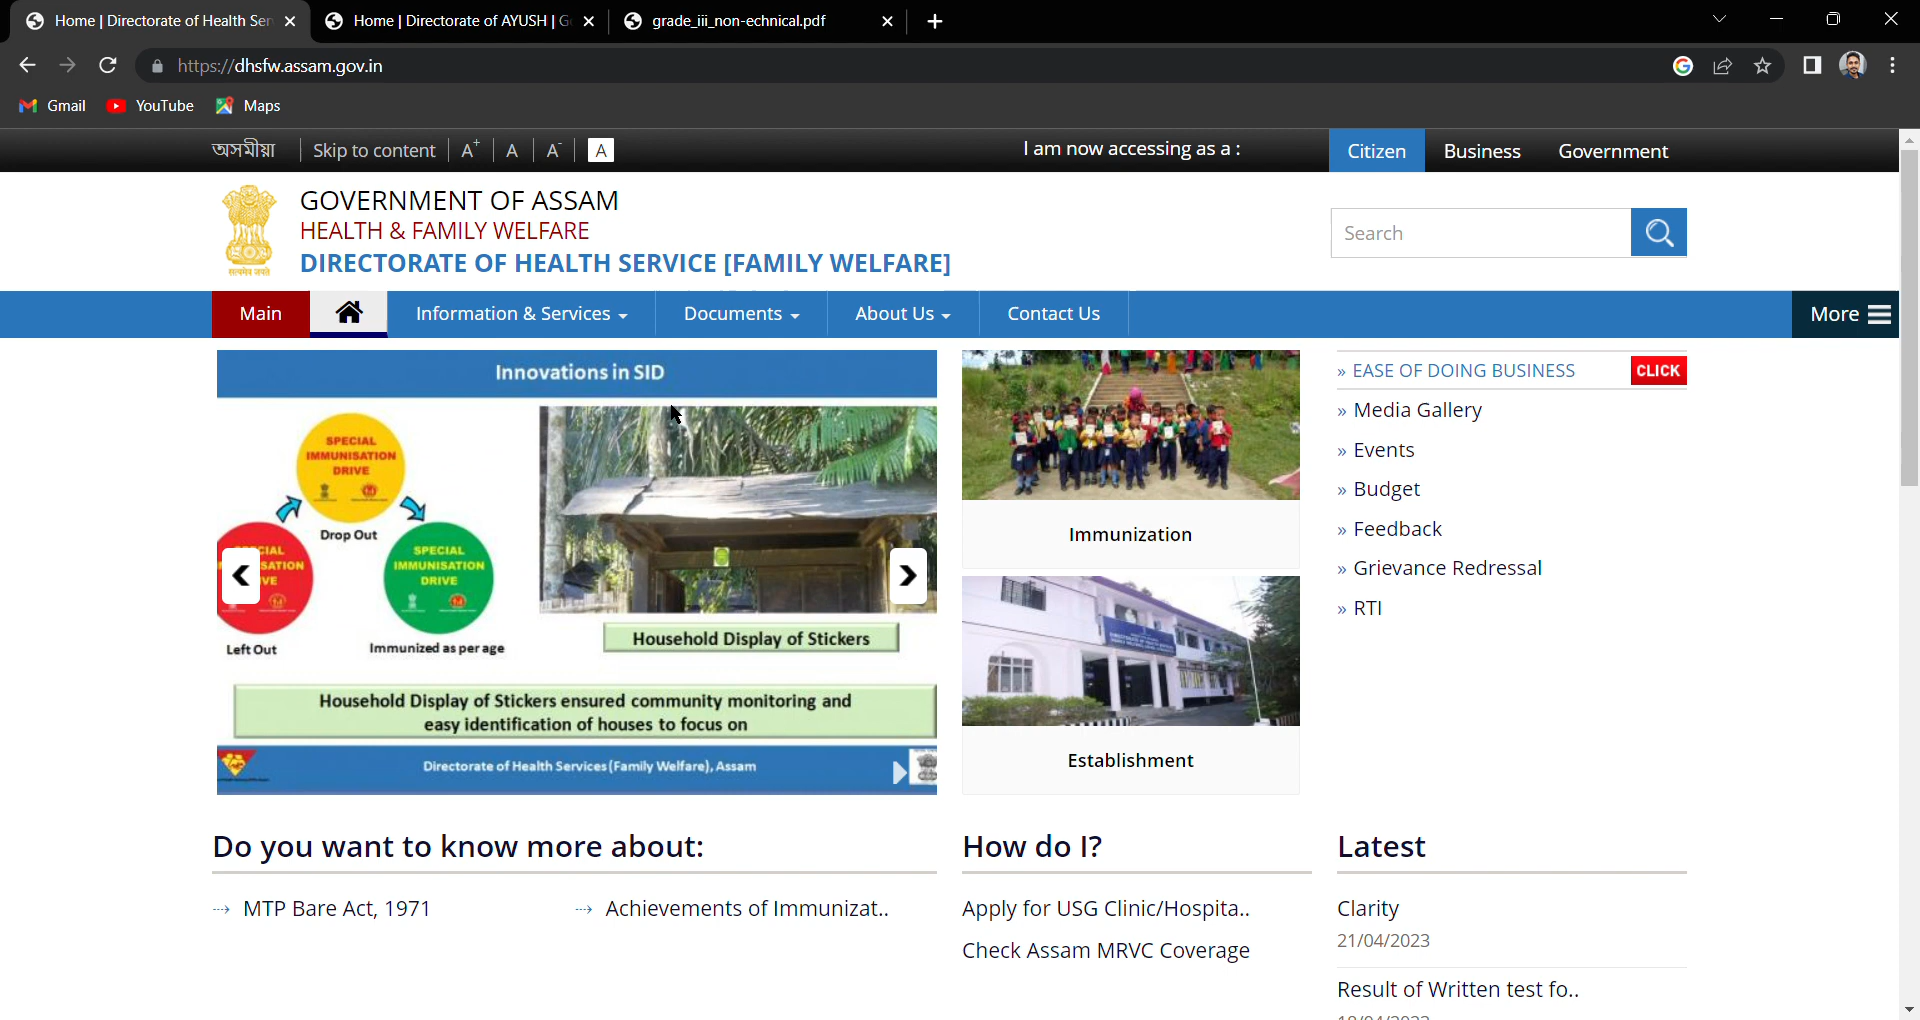 Home | Directorate of Health Ser
Home | Directorate of AYUSH | G
grade_iii_non-echnical.pdf
https://dhsfw.assam.gov.in
Gmail
YouTube
Maps
অসমীয়া
Skip to content
A+
A
A-
A
I am now accessing as a :
Citizen
Business
Government
सत्यमेव जयते
GOVERNMENT OF ASSAM
HEALTH & FAMILY WELFARE
DIRECTORATE OF HEALTH SERVICE [FAMILY WELFARE]
Search
Main
Information & Services
Documents
About Us
Contact Us
More
Innovations in SID
SPECIAL
IMMUNISATION
DRIVE
Drop Out
CIAL
SATION
VE
Left Out
SPECIAL
IMMUNISATION
DRIVE
Immunized as per age
Household Display of Stickers
Household Display of Stickers ensured community monitoring and
easy identification of houses to focus on
Directorate of Health Services (Family Welfare), Assam
Immunization
Establishment
» EASE OF DOING BUSINESS
CLICK
» Media Gallery
» Events
» Budget
» Feedback
» Grievance Redressal
» RTI
Do you want to know more about:
MTP Bare Act, 1971
Achievements of Immunizat..
How do I?
Apply for USG Clinic/Hospita..
Check Assam MRVC Coverage
Latest
Clarity
21/04/2023
Result of Written test fo..